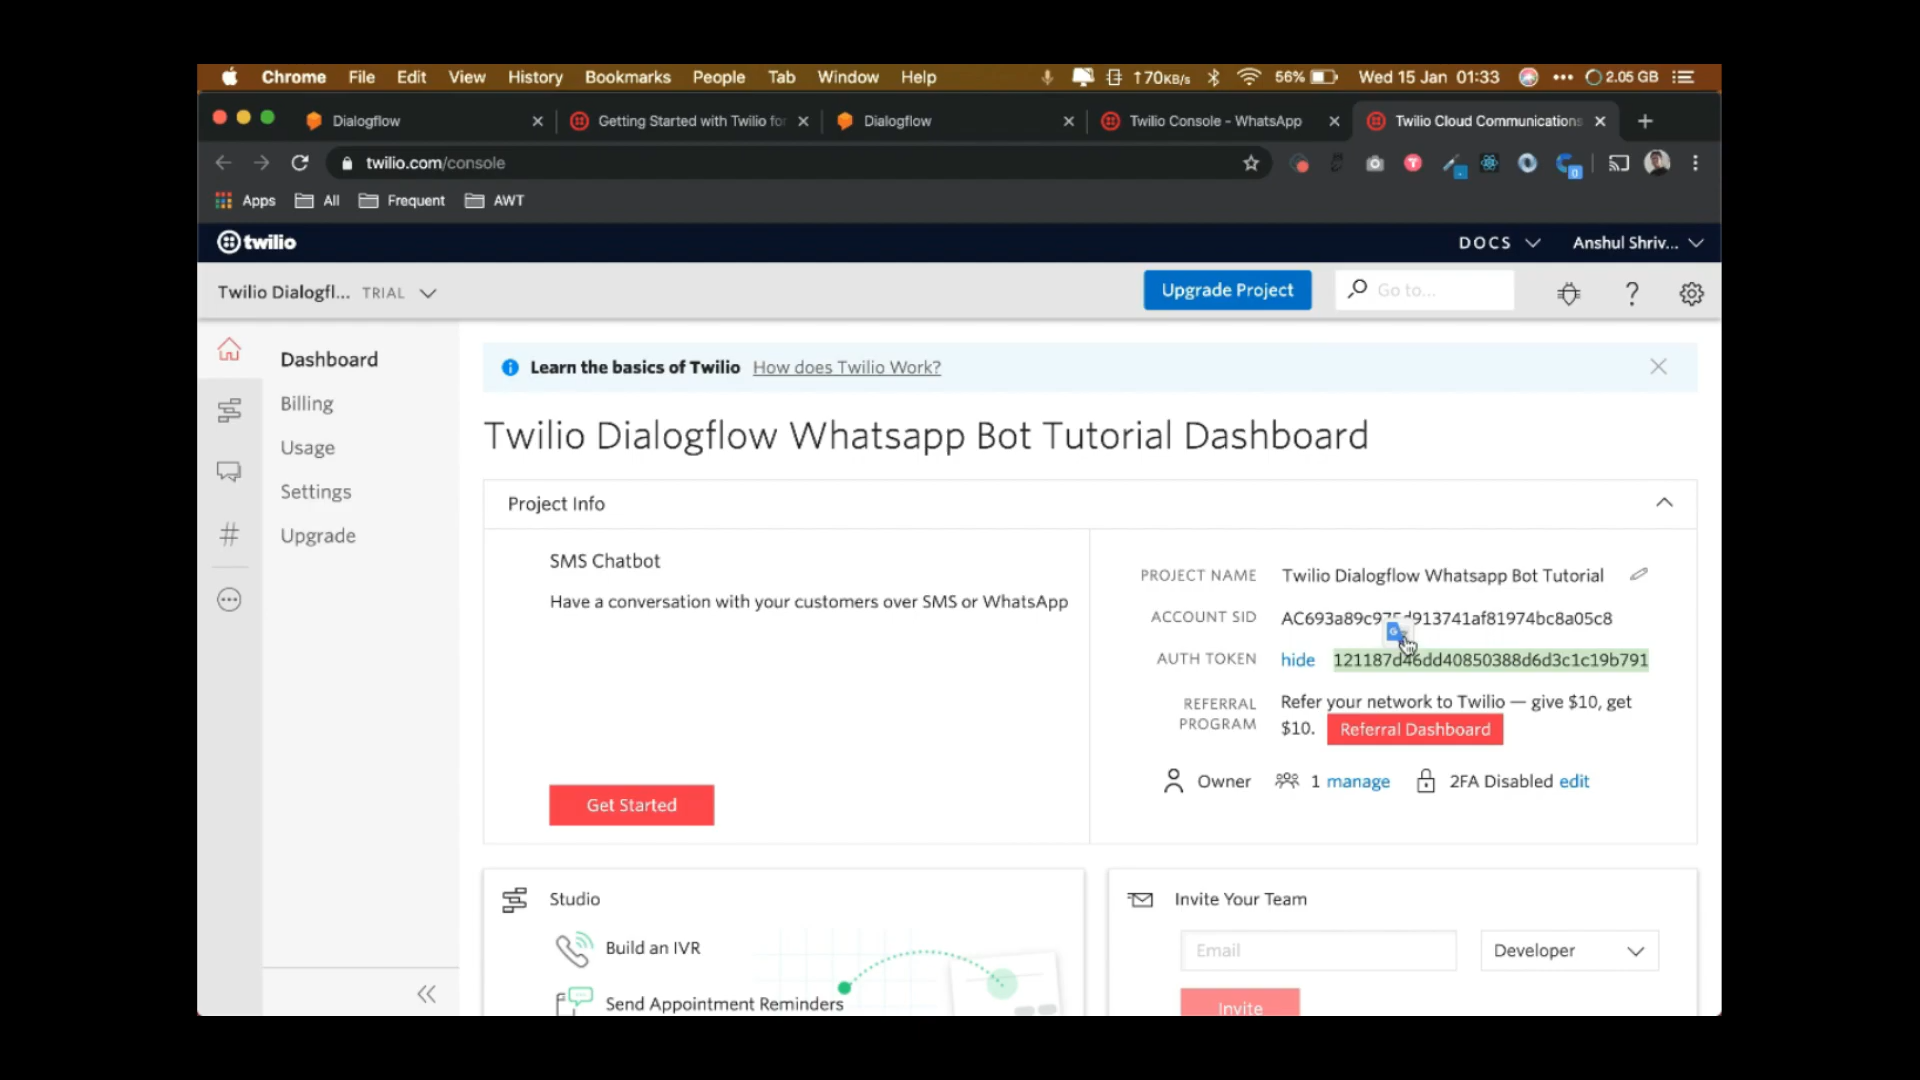 Chrome File Edit View History Bookmarks People Tab Window Help
170KB/s 56% Wed 15 Jan 01:33 2.05 GB
Dialogflow
Getting Started with Twilio for
Dialogflow
Twilio Console - WhatsApp
Twilio Cloud Communications
twilio.com/console
Apps All Frequent AWT
twilio
DOCS Anshul Shriv...
Twilio Dialogfl... TRIAL
Upgrade Project
Go to...
Dashboard
Billing
Usage
Settings
Upgrade
Learn the basics of Twilio How does Twilio Work?
Twilio Dialogflow Whatsapp Bot Tutorial Dashboard
Project Info
SMS Chatbot
Have a conversation with your customers over SMS or WhatsApp
Get Started
PROJECT NAME Twilio Dialogflow Whatsapp Bot Tutorial
ACCOUNT SID
AUTH TOKEN hide 121187d46dd40850388d6d3c1c19b791
REFERRAL PROGRAM
Refer your network to Twilio — give $10, get
$10. Referral Dashboard
Owner 1 manage 2FA Disabled edit
Studio
Build an IVR
Send Appointment Reminders
Invite Your Team
Email
Developer
Invite